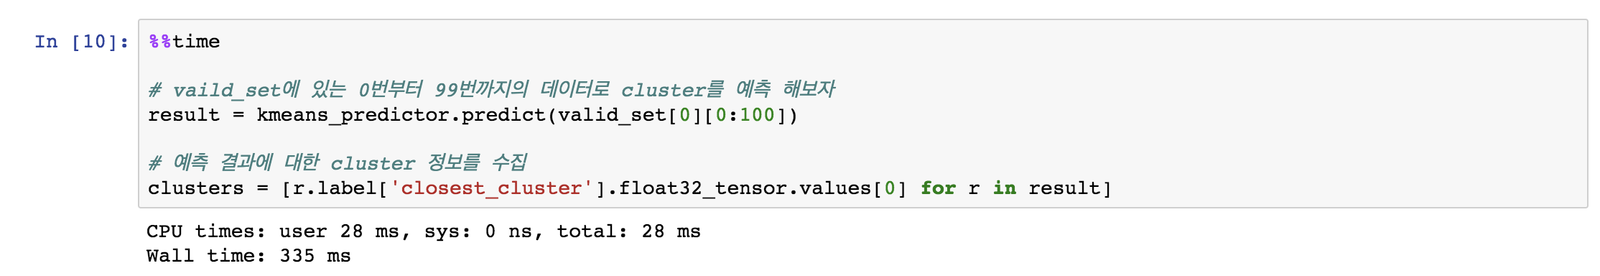 In [10]: %%time
# vaild_set에 있는 0번부터 99번까지의 데이터로 cluster를 예측 해보자
result = kmeans_predictor.predict(valid_set[0][0:100])
# 예측 결과에 대한 cluster 정보를 수집
clusters = [r.label['closest_cluster'].float32_tensor.values[0] for r in result]
CPU times: user 28 ms, sys: 0 ns, total: 28 ms
Wall time: 335 ms